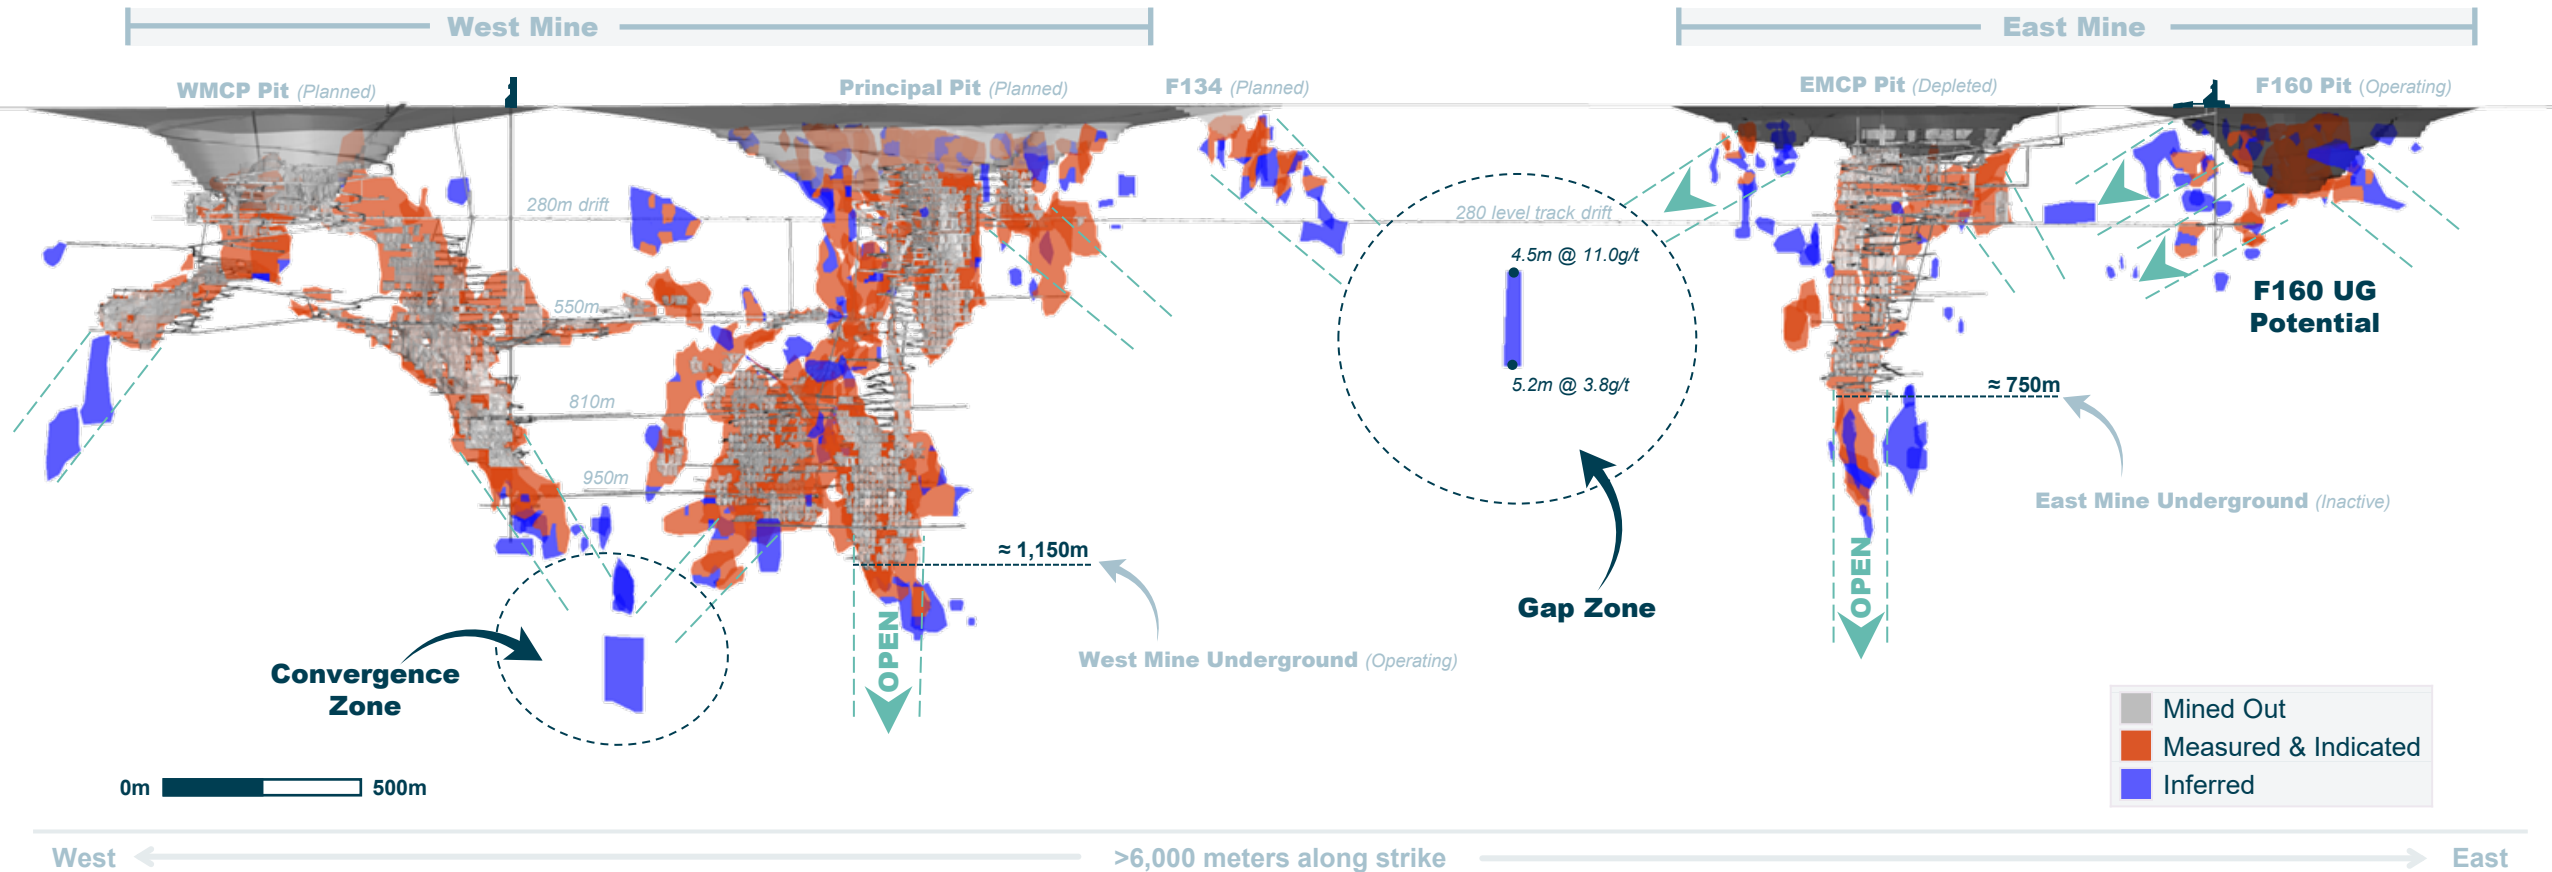 West Mine
East Mine
WMCP Pit (Planned)
Principal Pit (Planned)
F134 (Planned)
EMCP Pit (Depleted)
F160 Pit (Operating)
280m drift
280 level track drift
4.5m @ 11.0g/t
5.2m @ 3.8g/t
550m
F160 UG
Potential
810m
≈ 750m
950m
East Mine Underground (Inactive)
≈ 1,150m
OPEN
OPEN
Gap Zone
West Mine Underground (Operating)
Convergence
Zone
0m
500m
Mined Out
Measured & Indicated
Inferred
West
>6,000 meters along strike
East